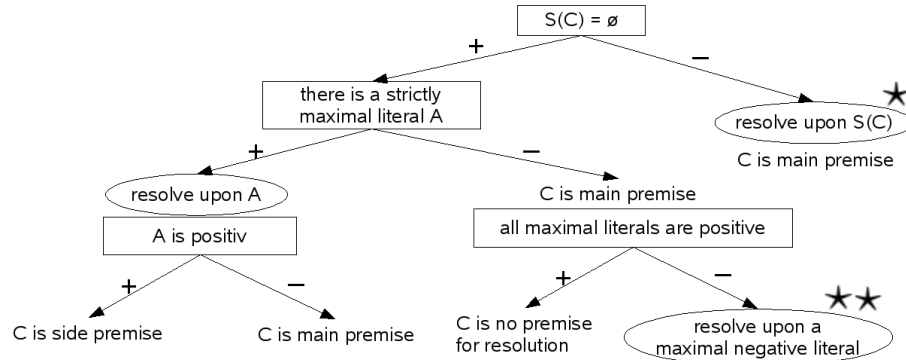 S(C) = ø
+
−
there is a strictly
maximal literal A
resolve upon S(C)
C is main premise
+
−
resolve upon A
C is main premise
A is positiv
all maximal literals are positive
+
−
+
−
C is side premise
C is main premise
C is no premise
for resolution
resolve upon a
maximal negative literal